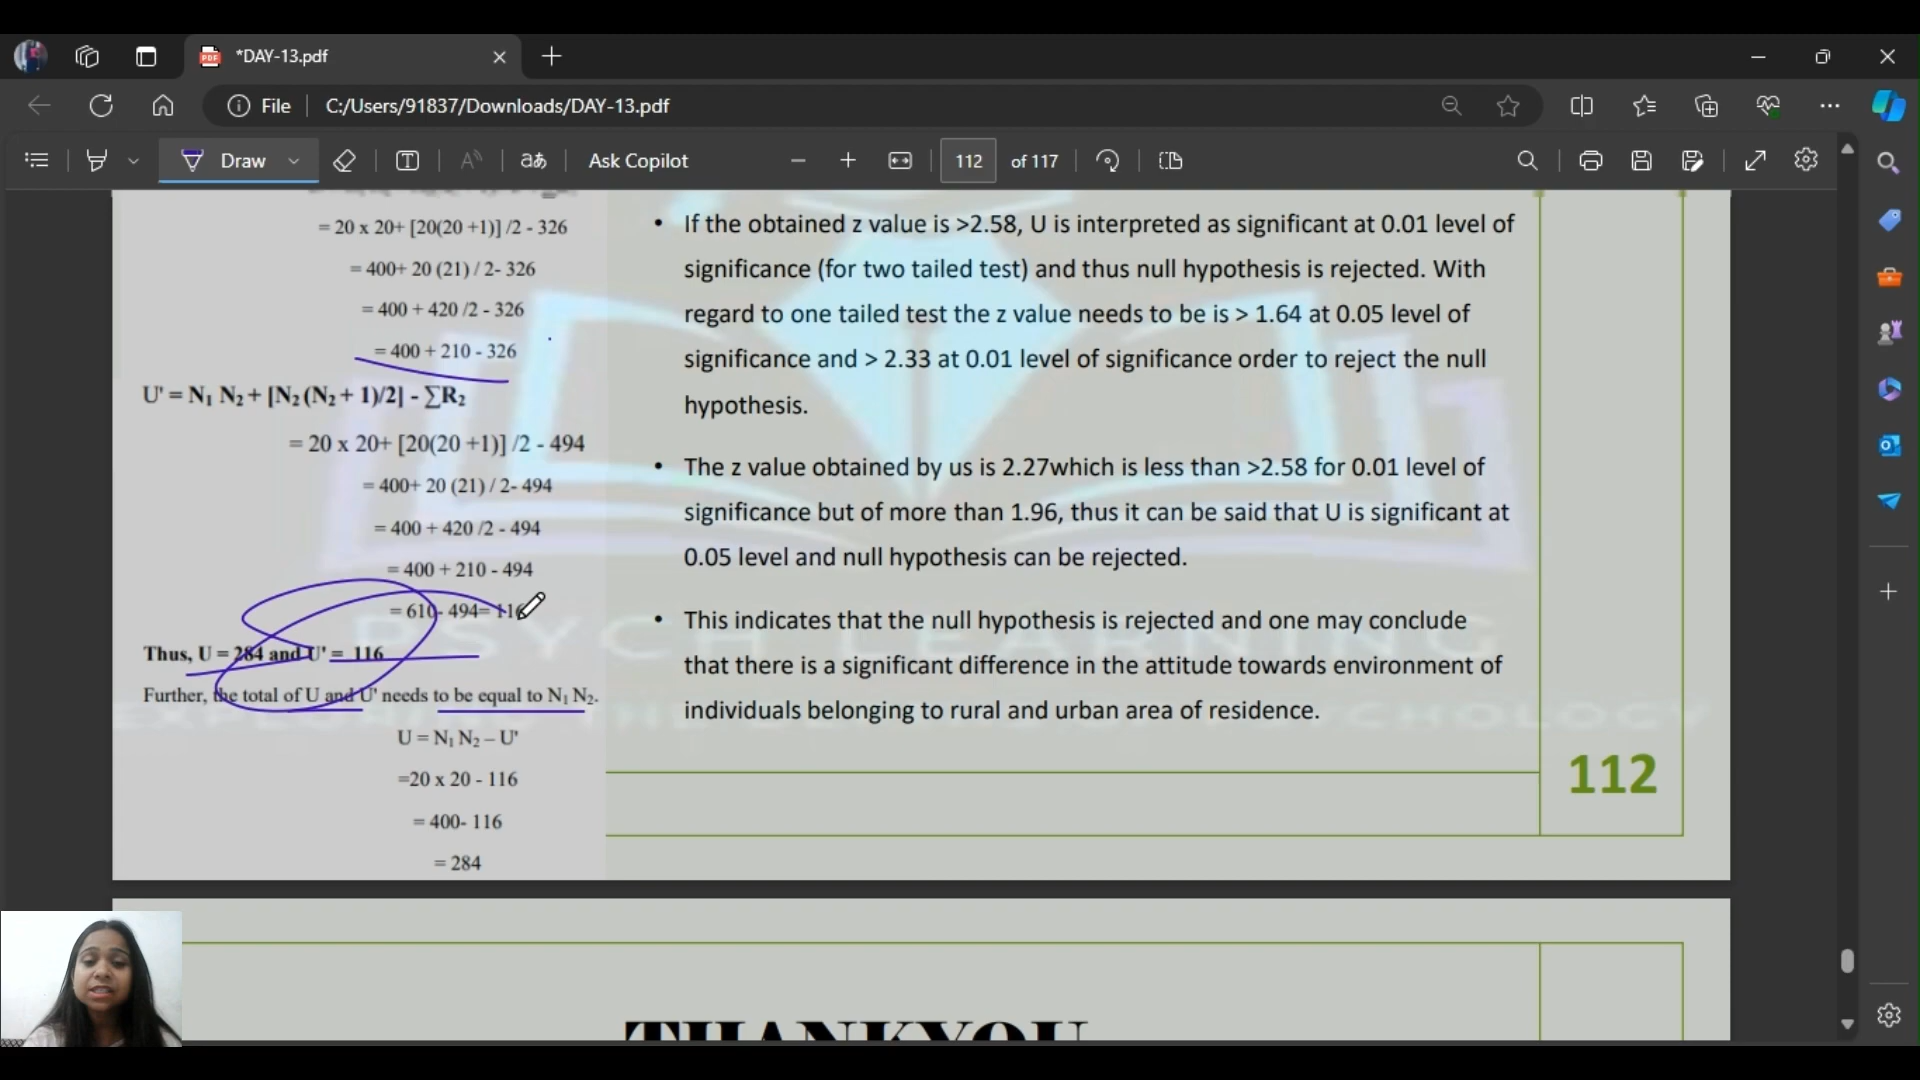 *DAY-13.pdf
File
C:/Users/91837/Downloads/DAY-13.pdf
Draw
aあ
Ask Copilot
112 of 117
= 20 x 20+ [20(20 +1)] /2 - 326
= 400+ 20 (21) / 2- 326
= 400 + 420 /2 - 326
= 400 + 210 - 326
U' = N₁ N₂ + [N₂ (N₂ + 1)/2] - ∑R₂
= 20 x 20+ [20(20 +1)] /2 - 494
= 400+ 20 (21) / 2- 494
= 400 + 420 /2 - 494
= 400 + 210 - 494
= 610- 494= 116
Thus, U = 284 and U' = 116
Further, the total of U and U' needs to be equal to N₁ N₂.
U = N₁ N₂ – U'
=20 x 20 - 116
= 400- 116
= 284
• If the obtained z value is >2.58, U is interpreted as significant at 0.01 level of
significance (for two tailed test) and thus null hypothesis is rejected. With
regard to one tailed test the z value needs to be is > 1.64 at 0.05 level of
significance and > 2.33 at 0.01 level of significance order to reject the null
hypothesis.
• The z value obtained by us is 2.27which is less than >2.58 for 0.01 level of
significance but of more than 1.96, thus it can be said that U is significant at
0.05 level and null hypothesis can be rejected.
• This indicates that the null hypothesis is rejected and one may conclude
that there is a significant difference in the attitude towards environment of
individuals belonging to rural and urban area of residence.
PSYCH LEARNING
112
THANKYOU